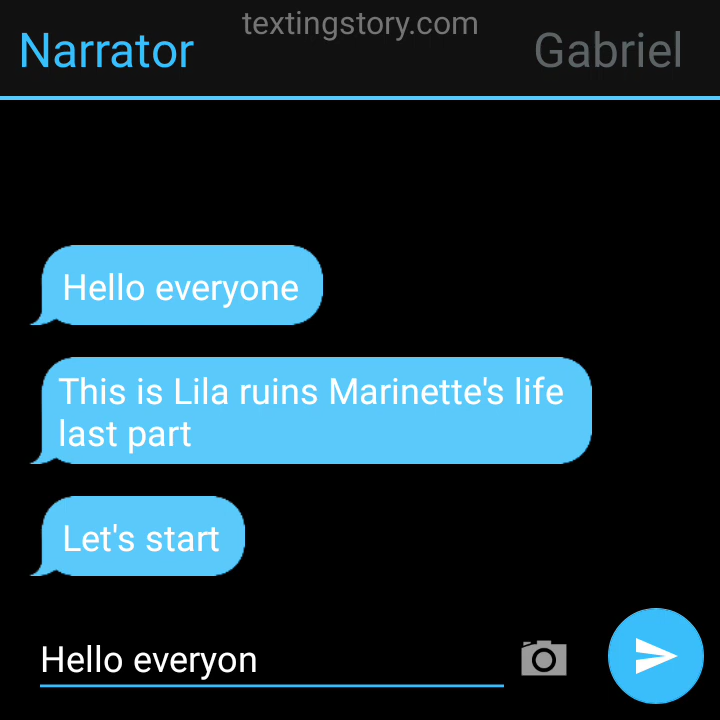 textingstory.com
Narrator
Gabriel
Hello everyone
This is Lila ruins Marinette's life
last part
Let's start
Hello everyon